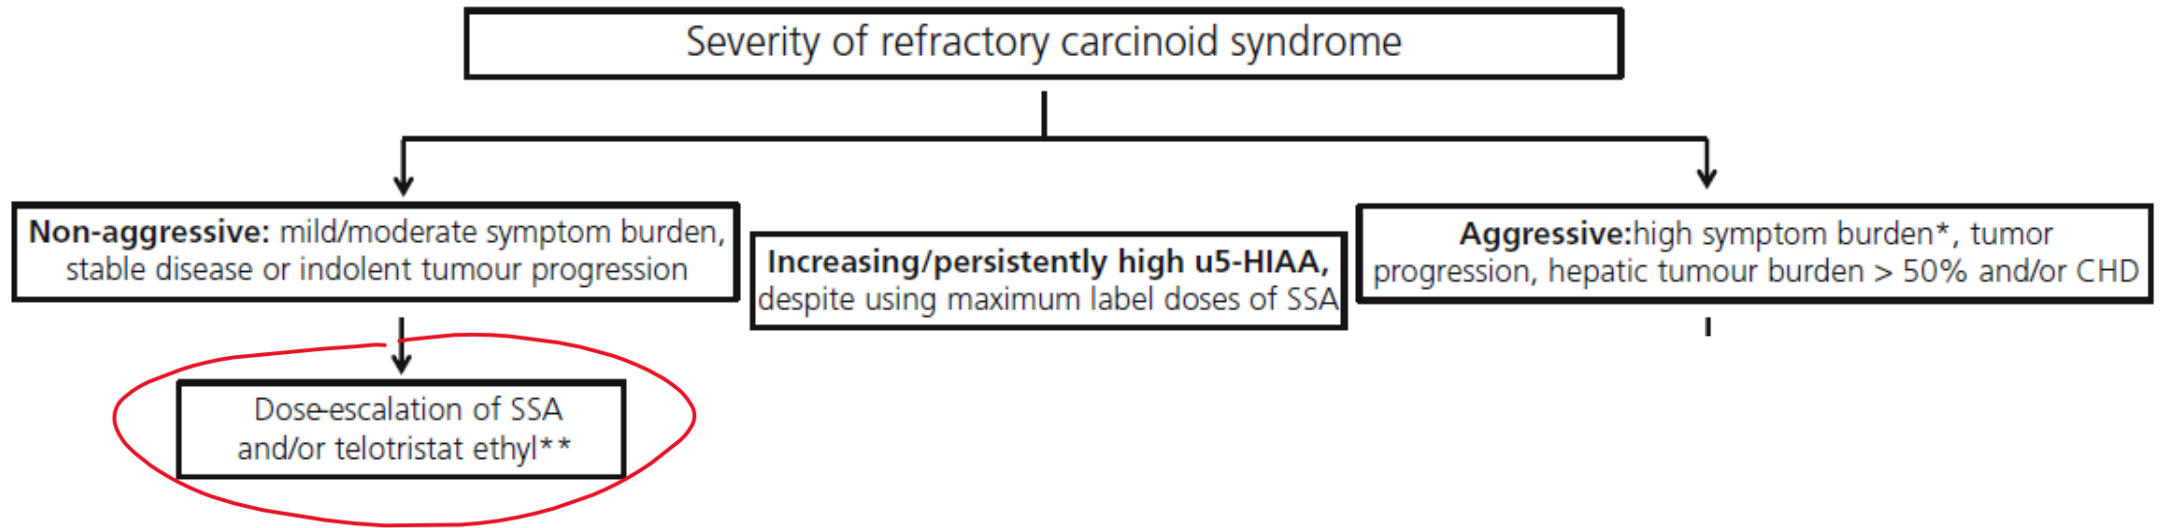 Severity of refractory carcinoid syndrome
Non-aggressive: mild/moderate symptom burden,
stable disease or indolent tumour progression
Increasing/persistently high u5-HIAA,
despite using maximum label doses of SSA
Aggressive:high symptom burden*, tumor
progression, hepatic tumour burden > 50% and/or CHD
Dose-escalation of SSA
and/or telotristat ethyl**